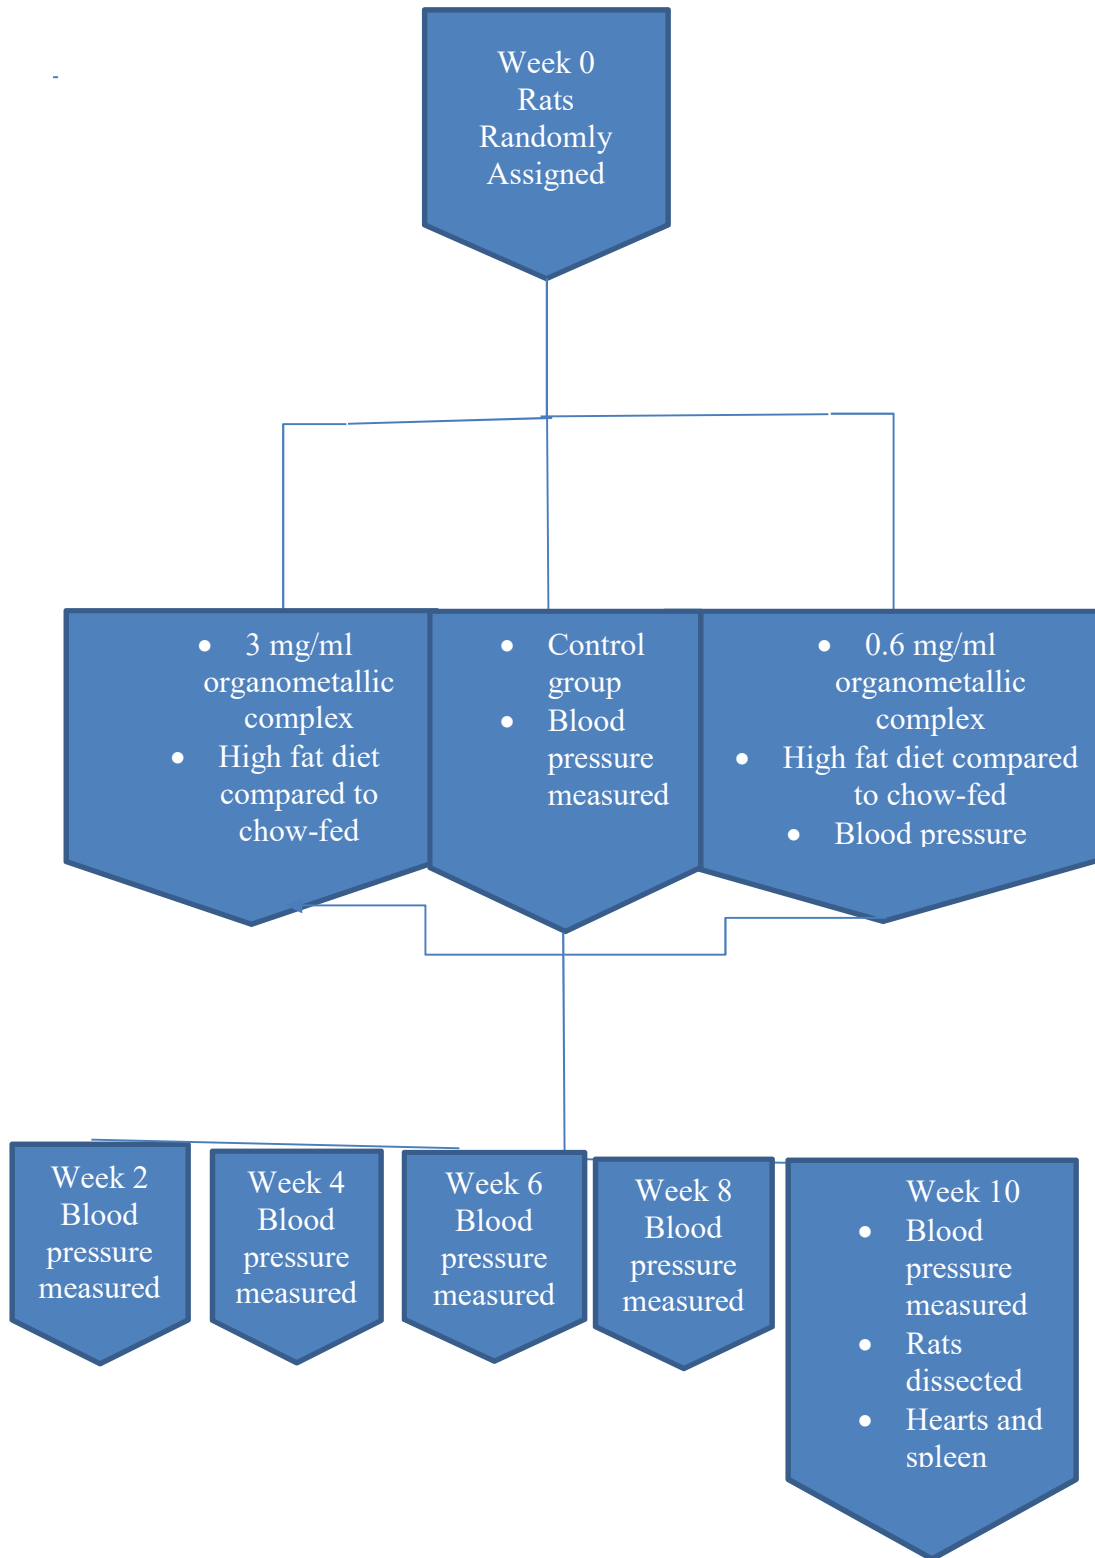 Week 0
Rats
Randomly
Assigned
• 3 mg/ml
organometallic
complex
• High fat diet
compared to
chow-fed
• Control
group
• Blood
pressure
measured
• 0.6 mg/ml
organometallic
complex
• High fat diet compared
to chow-fed
• Blood pressure
Week 2
Blood
pressure
measured
Week 4
Blood
pressure
measured
Week 6
Blood
pressure
measured
Week 8
Blood
pressure
measured
Week 10
• Blood
pressure
measured
• Rats
dissected
• Hearts and
spleen